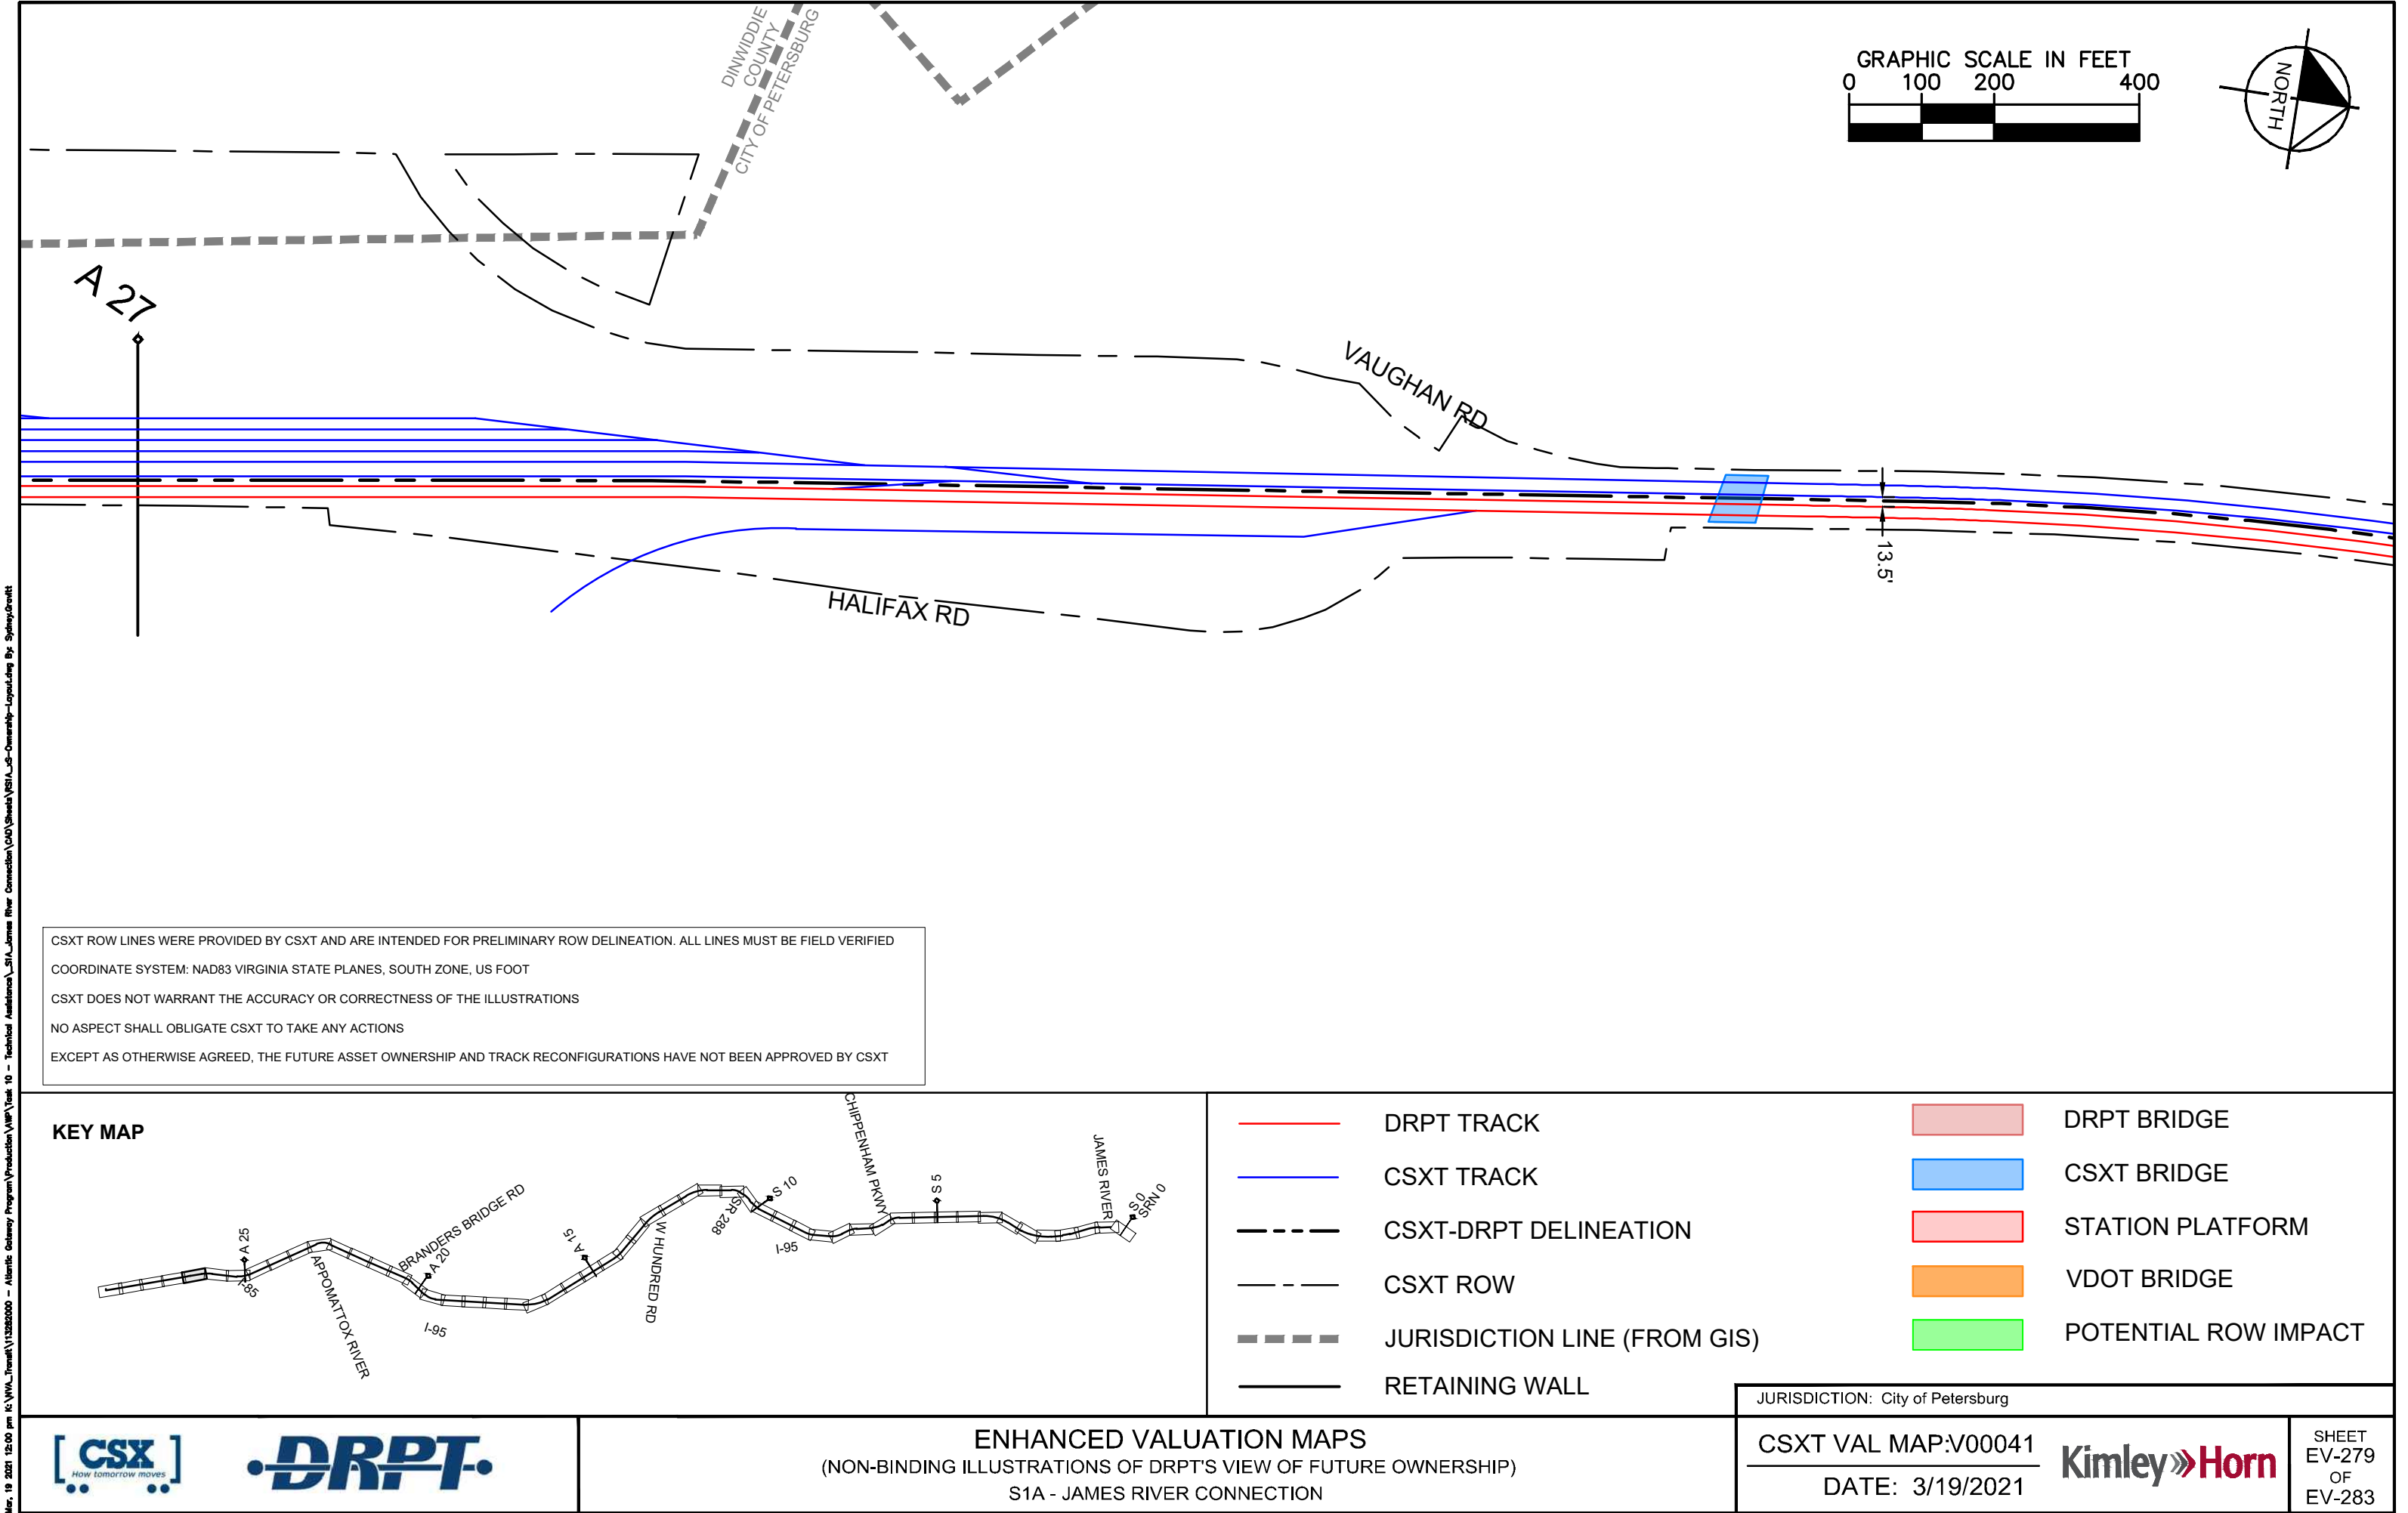 DINWIDDIE
COUNTY
CITY OF PETERSBURG
GRAPHIC SCALE IN FEET
0 100 200 400
NORTH
A 27
VAUGHAN RD
HALIFAX RD
13.5'
CSXT ROW LINES WERE PROVIDED BY CSXT AND ARE INTENDED FOR PRELIMINARY ROW DELINEATION. ALL LINES MUST BE FIELD VERIFIED
COORDINATE SYSTEM: NAD83 VIRGINIA STATE PLANES, SOUTH ZONE, US FOOT
CSXT DOES NOT WARRANT THE ACCURACY OR CORRECTNESS OF THE ILLUSTRATIONS
NO ASPECT SHALL OBLIGATE CSXT TO TAKE ANY ACTIONS
EXCEPT AS OTHERWISE AGREED, THE FUTURE ASSET OWNERSHIP AND TRACK RECONFIGURATIONS HAVE NOT BEEN APPROVED BY CSXT
KEY MAP
A 25
I-85
APPOMATTOX RIVER
BRANDERS BRIDGE RD
A 20
I-95
A 15
W HUNDRED RD
SR 288
S 10
I-95
CHIPPENHAM PKWY
S 5
JAMES RIVER
S 0
SRN 0
DRPT TRACK
CSXT TRACK
CSXT-DRPT DELINEATION
CSXT ROW
JURISDICTION LINE (FROM GIS)
RETAINING WALL
DRPT BRIDGE
CSXT BRIDGE
STATION PLATFORM
VDOT BRIDGE
POTENTIAL ROW IMPACT
JURISDICTION: City of Petersburg
CSX
How tomorrow moves
DRPT
ENHANCED VALUATION MAPS
(NON-BINDING ILLUSTRATIONS OF DRPT'S VIEW OF FUTURE OWNERSHIP)
S1A - JAMES RIVER CONNECTION
CSXT VAL MAP:V00041
DATE: 3/19/2021
Kimley»Horn
SHEET
EV-279
OF
EV-283